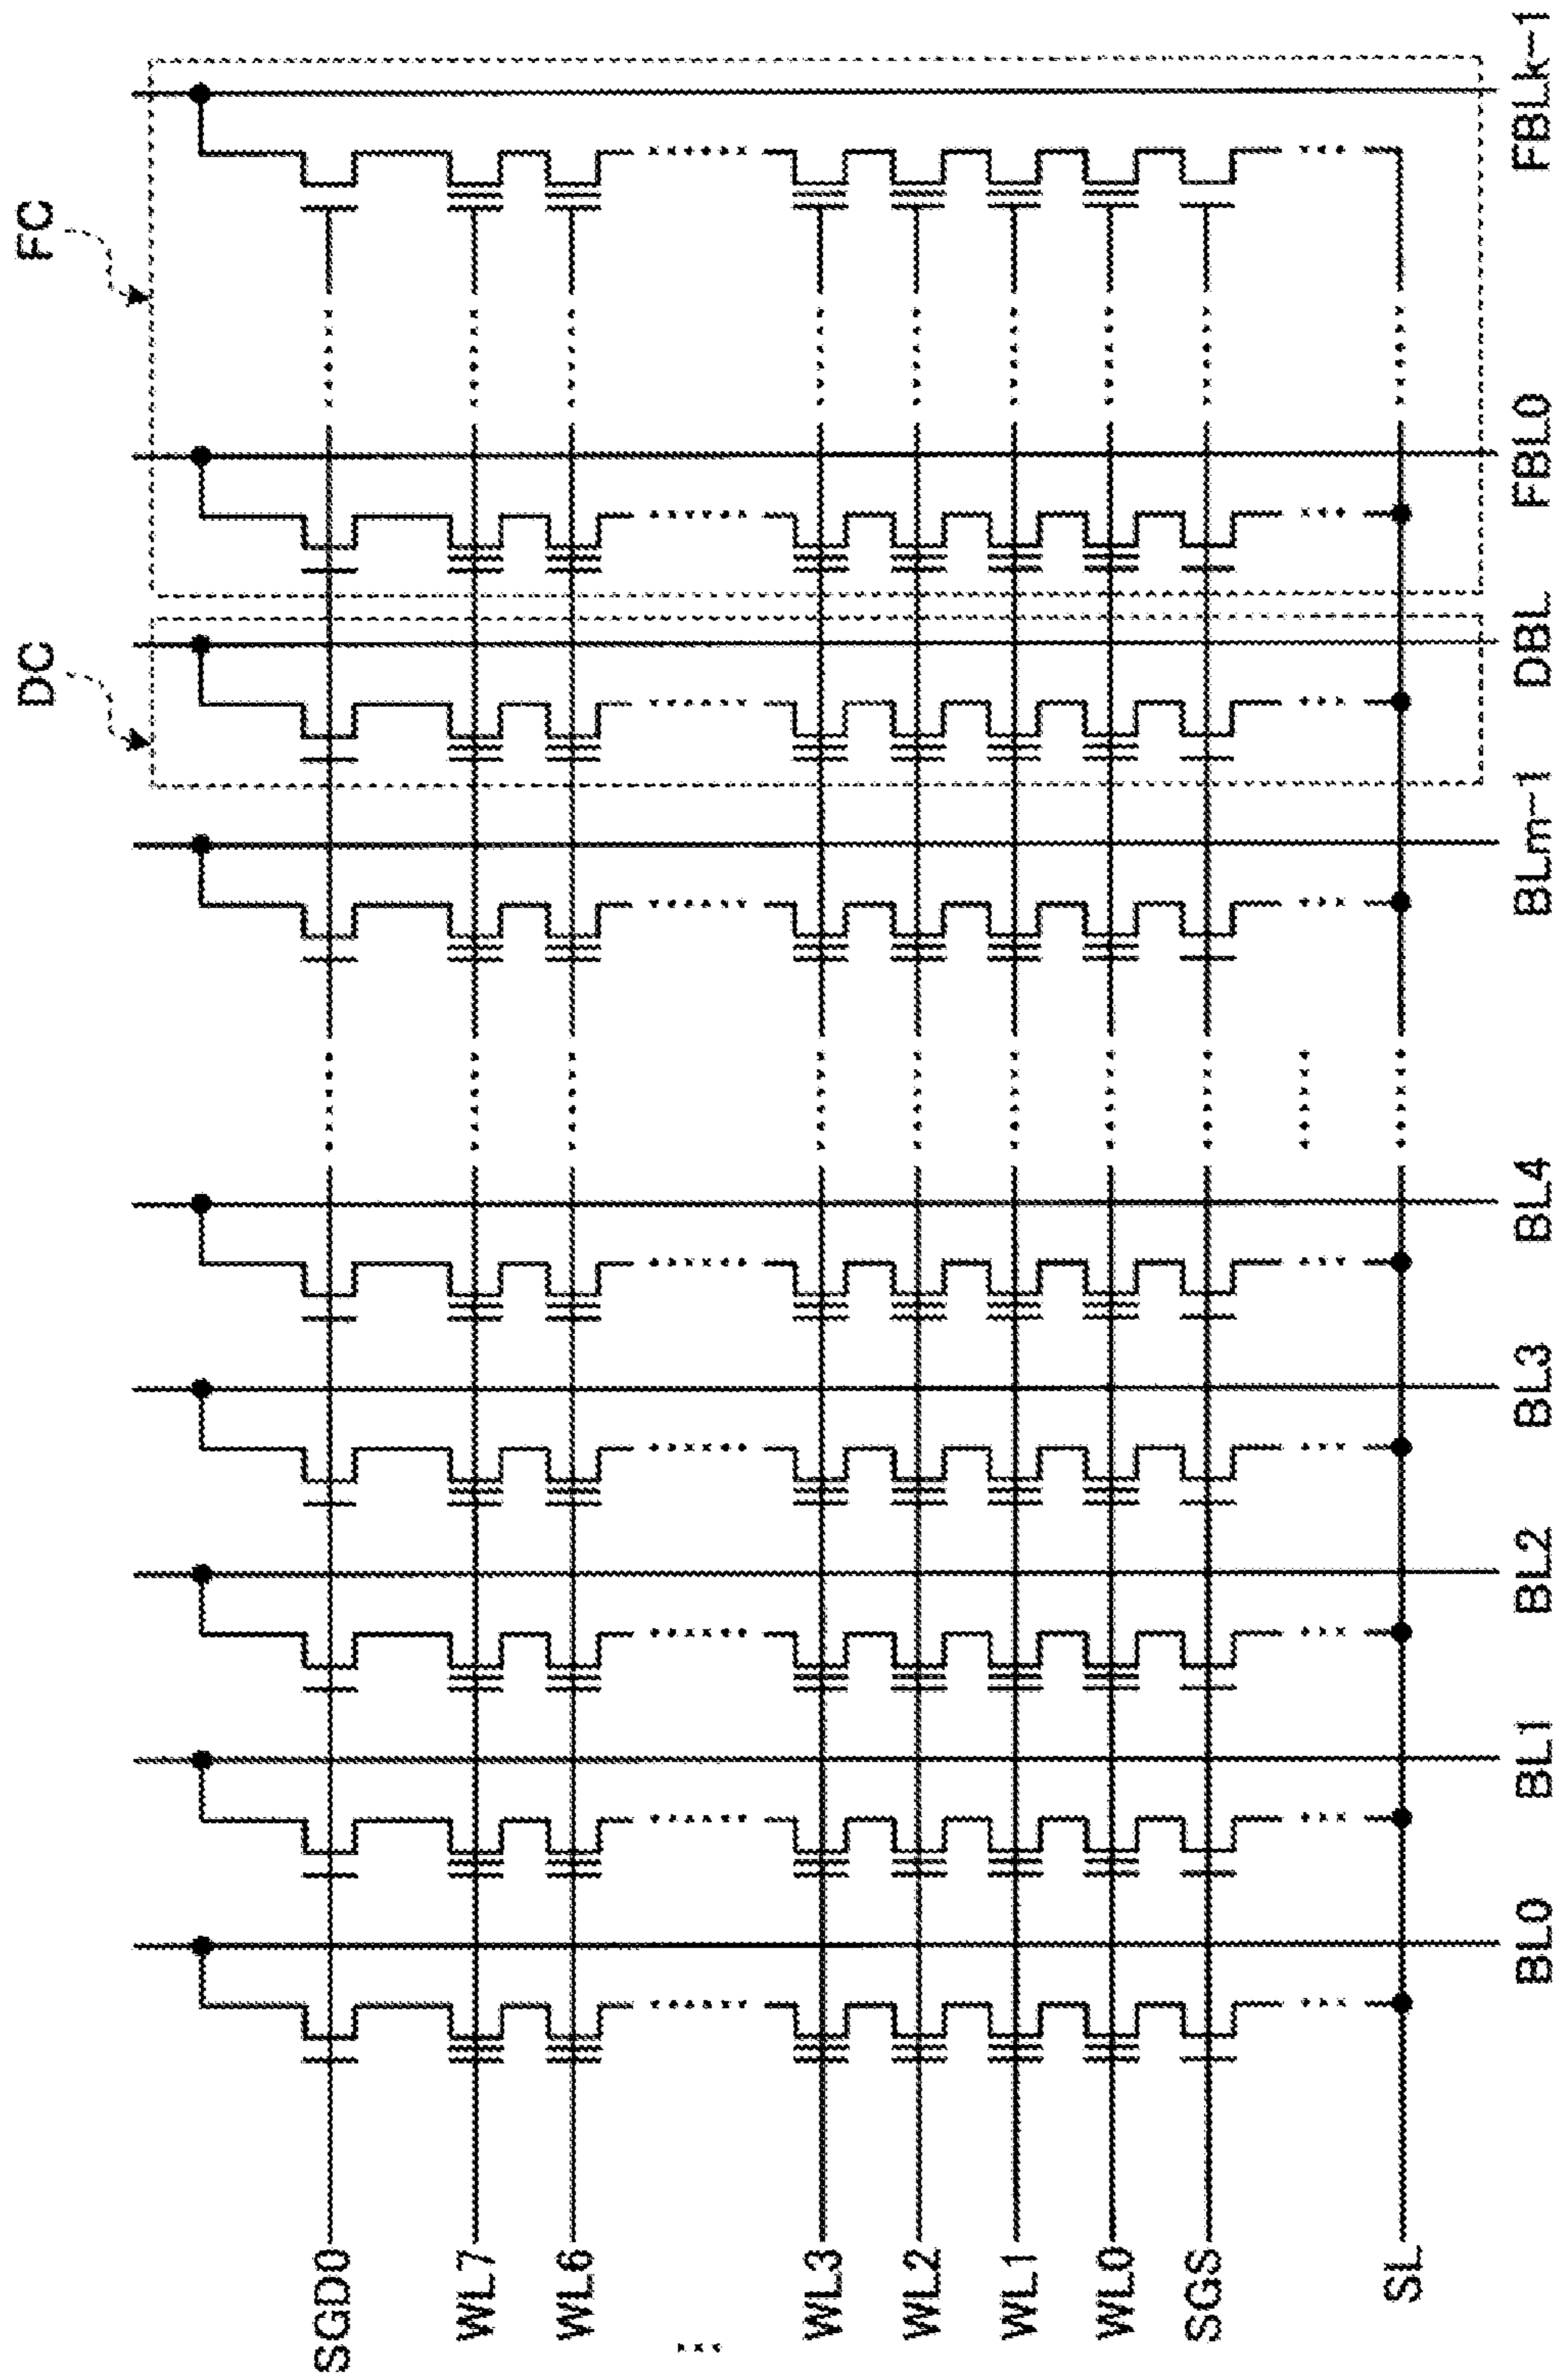 SGD0
WL7
WL6
...
WL3
WL2
WL1
WL0
SGS
SL
BL0
BL1
BL2
BL3
BL4
BLm-1
DBL
FBL0
FBLk-1
DC
FC